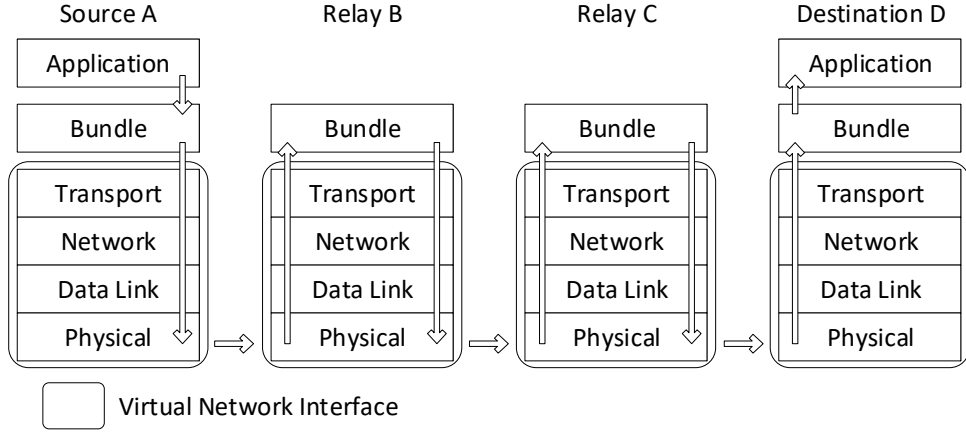 Source A Relay B Relay C Destination D
Application Application
Bundle Bundle Bundle Bundle
Transport Transport Transport Transport
Network Network Network Network
Data Link Data Link Data Link Data Link
Physical Physical Physical Physical
Virtual Network Interface